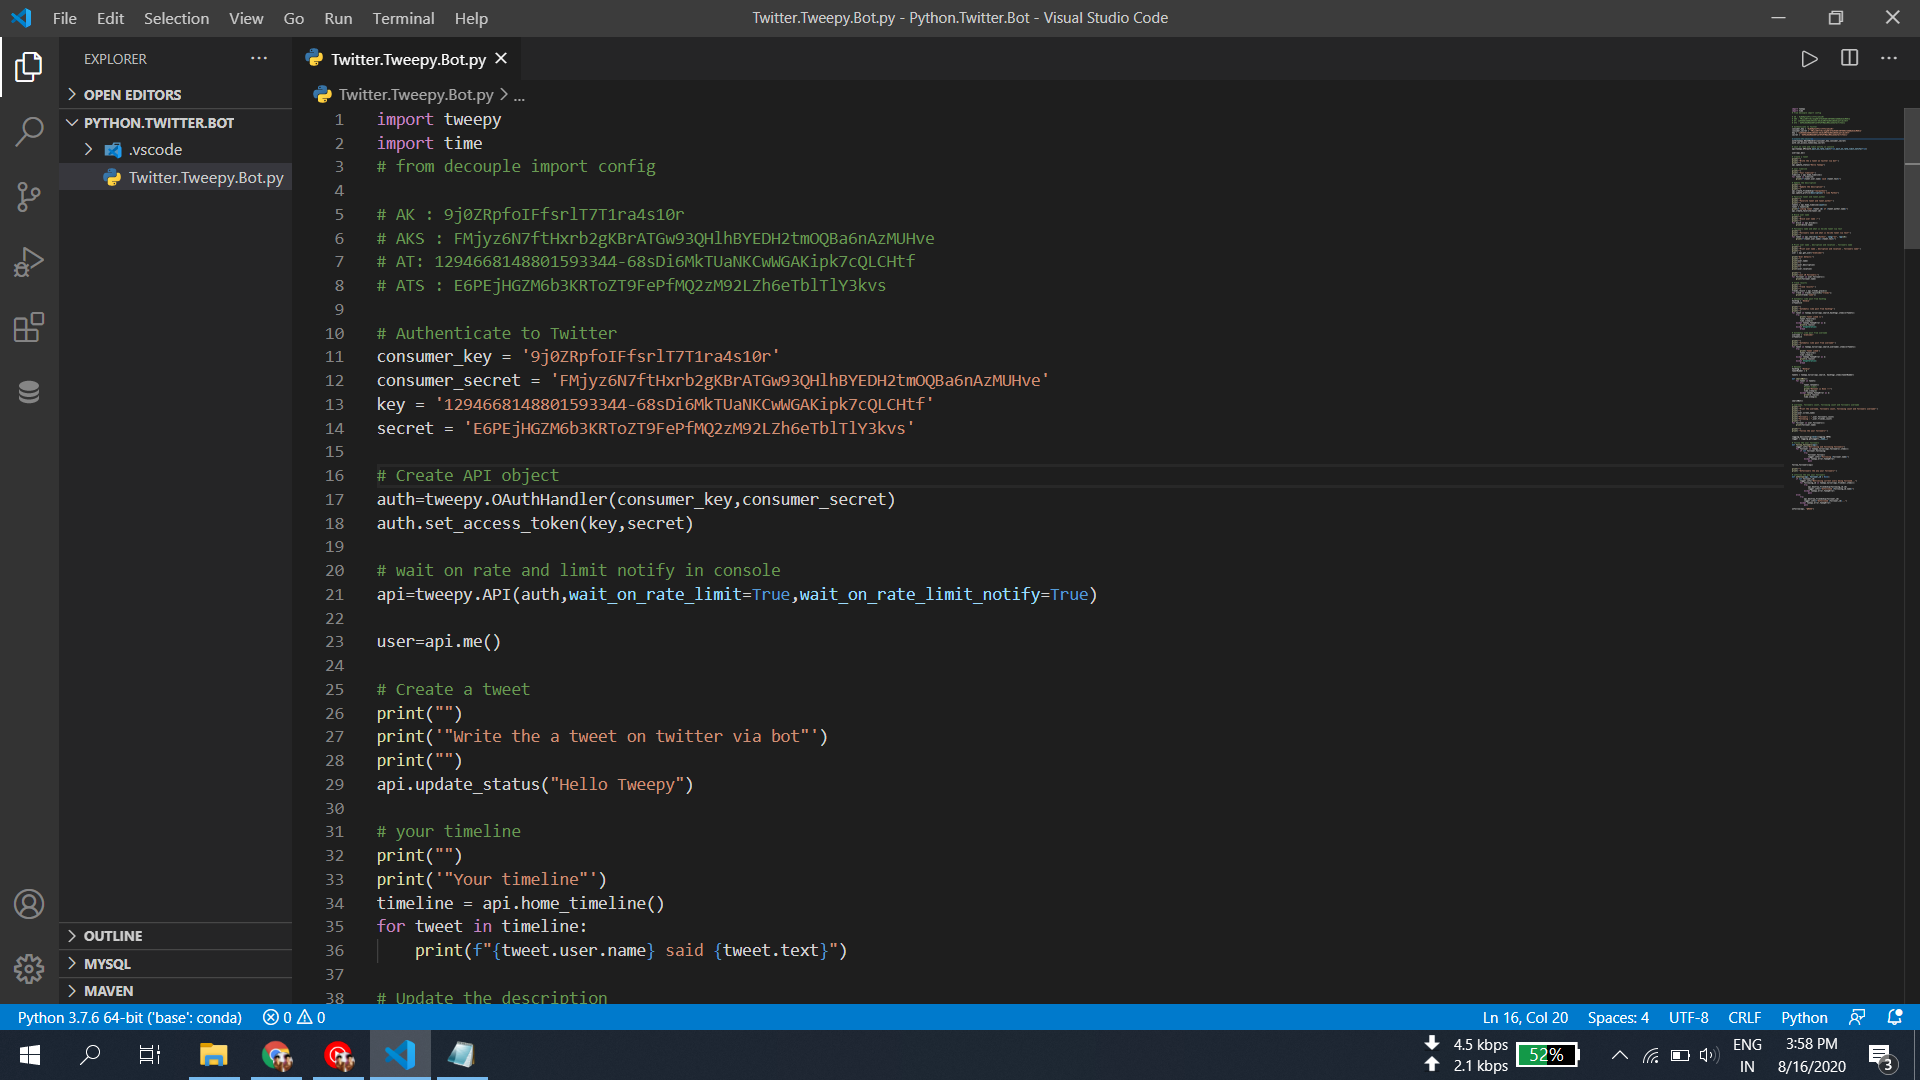 File Edit Selection View Go Run Terminal Help
Twitter.Tweepy.Bot.py - Python.Twitter.Bot - Visual Studio Code
EXPLORER
OPEN EDITORS
PYTHON.TWITTER.BOT
.vscode
Twitter.Tweepy.Bot.py
OUTLINE
MYSQL
MAVEN
Twitter.Tweepy.Bot.py
Twitter.Tweepy.Bot.py > ...
1 import tweepy
2 import time
3 # from decouple import config
4
5 # AK : 9j0ZRpfoIFfsrlT7T1ra4s10r
6 # AKS : FMjyz6N7ftHxrb2gKBrATGw93QHlhBYEDH2tmOQBa6nAzMUHve
7 # AT: 1294668148801593344-68sDi6MkTUaNKCwWGAKipk7cQLCHtf
8 # ATS : E6PEjHGZM6b3KRToZT9FePfMQ2zM92LZh6eTblTlY3kvs
9
10 # Authenticate to Twitter
11 consumer_key = '9j0ZRpfoIFfsrlT7T1ra4s10r'
12 consumer_secret = 'FMjyz6N7ftHxrb2gKBrATGw93QHlhBYEDH2tmOQBa6nAzMUHve'
13 key = '1294668148801593344-68sDi6MkTUaNKCwWGAKipk7cQLCHtf'
14 secret = 'E6PEjHGZM6b3KRToZT9FePfMQ2zM92LZh6eTblTlY3kvs'
15
16 # Create API object
17 auth=tweepy.OAuthHandler(consumer_key,consumer_secret)
18 auth.set_access_token(key,secret)
19
20 # wait on rate and limit notify in console
21 api=tweepy.API(auth,wait_on_rate_limit=True,wait_on_rate_limit_notify=True)
22
23 user=api.me()
24
25 # Create a tweet
26 print("")
27 print('"Write the a tweet on twitter via bot"')
28 print("")
29 api.update_status("Hello Tweepy")
30
31 # your timeline
32 print("")
33 print('"Your timeline"')
34 timeline = api.home_timeline()
35 for tweet in timeline:
36     print(f"{tweet.user.name} said {tweet.text}")
37
38 # Update the description
Python 3.7.6 64-bit ('base': conda) 0 0
Ln 16, Col 20 Spaces: 4 UTF-8 CRLF Python
4.5 kbps
2.1 kbps
52%
ENG
IN
3:58 PM
8/16/2020
3